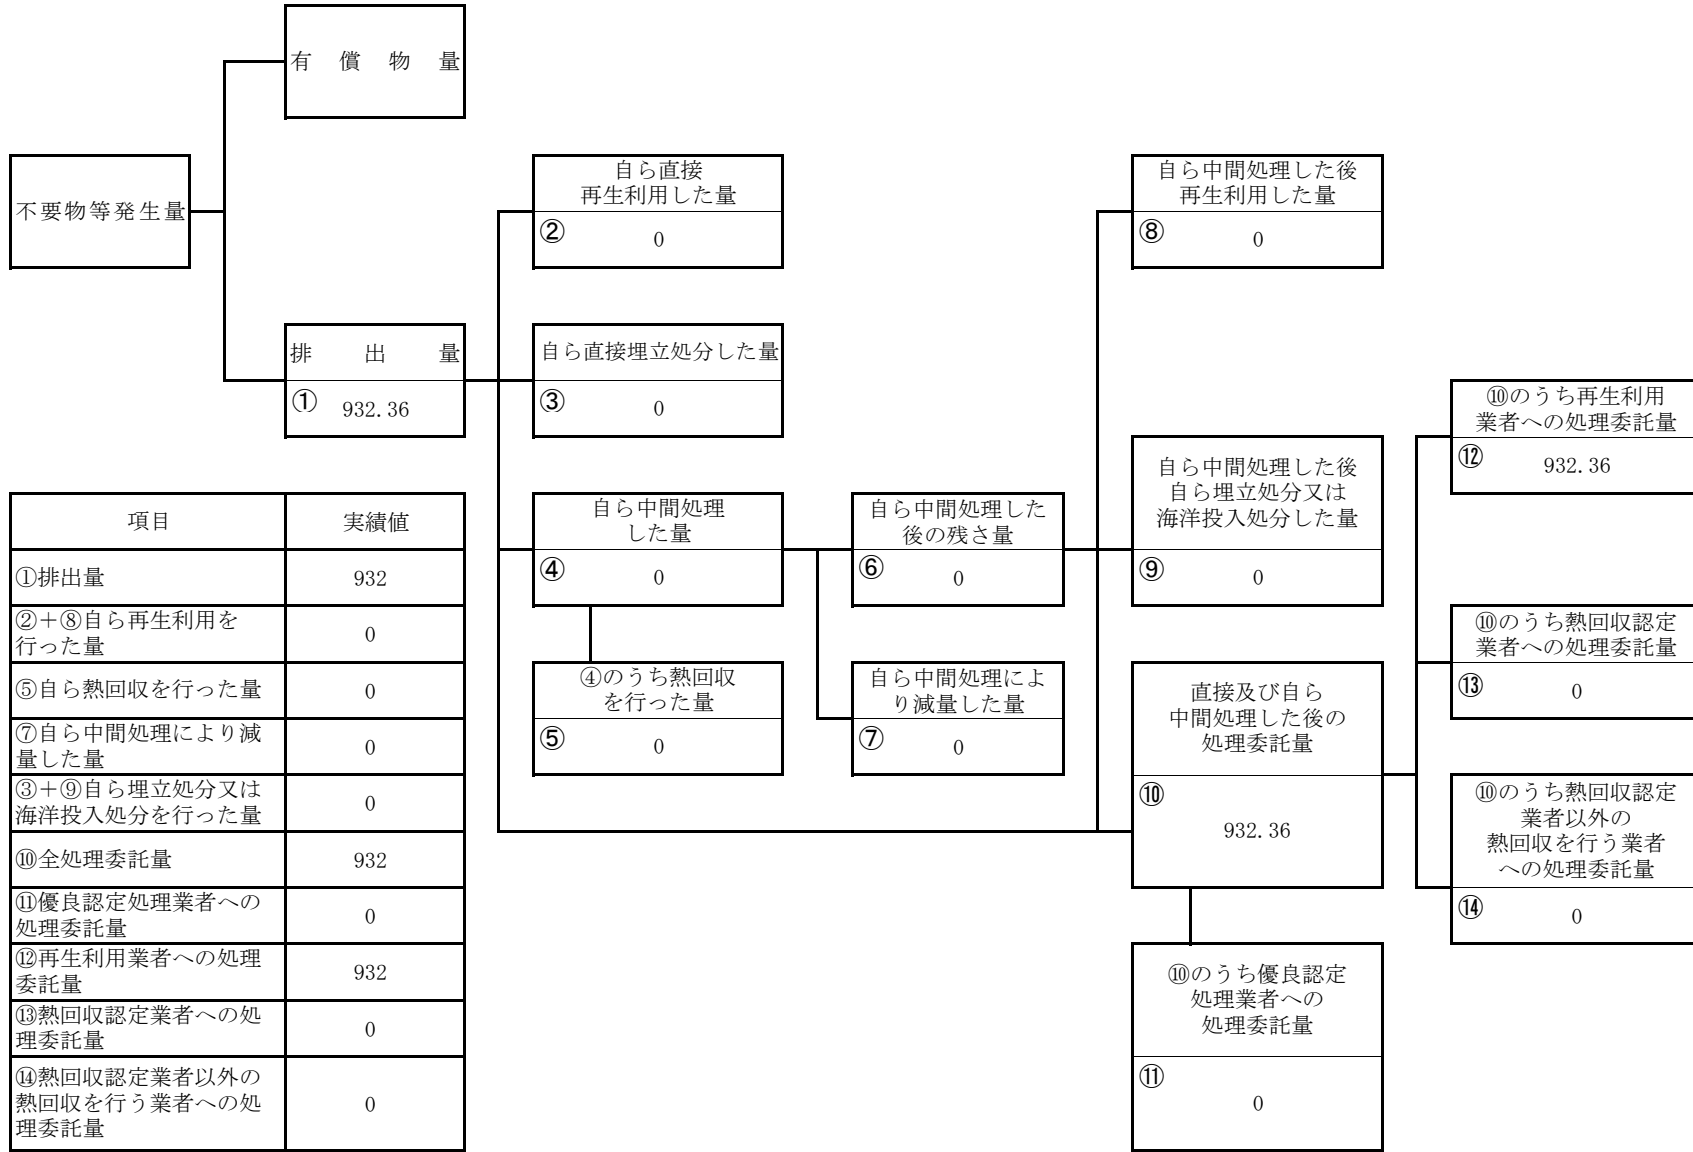 有償物量
不要物等発生量
排出量
① 932.36
自ら直接
再生利用した量
② 0
自ら直接埋立処分した量
③ 0
自ら中間処理
した量
④ 0
④のうち熱回収
を行った量
⑤ 0
自ら中間処理した
後の残さ量
⑥ 0
自ら中間処理によ
り減量した量
⑦ 0
自ら中間処理した後
再生利用した量
⑧ 0
自ら中間処理した後
自ら埋立処分又は
海洋投入処分した量
⑨ 0
直接及び自ら
中間処理した後の
処理委託量
⑩
932.36
⑩のうち優良認定
処理業者への
処理委託量
⑪
0
⑩のうち再生利用
業者への処理委託量
⑫ 932.36
⑩のうち熱回収認定
業者への処理委託量
⑬ 0
⑩のうち熱回収認定
業者以外の
熱回収を行う業者
への処理委託量
⑭ 0
項目 実績値
①排出量 932
②＋⑧自ら再生利用を
行った量 0
⑤自ら熱回収を行った量 0
⑦自ら中間処理により減
量した量 0
③＋⑨自ら埋立処分又は
海洋投入処分を行った量 0
⑩全処理委託量 932
⑪優良認定処理業者への
処理委託量 0
⑫再生利用業者への処理
委託量 932
⑬熱回収認定業者への処
理委託量 0
⑭熱回収認定業者以外の
熱回収を行う業者への処
理委託量 0